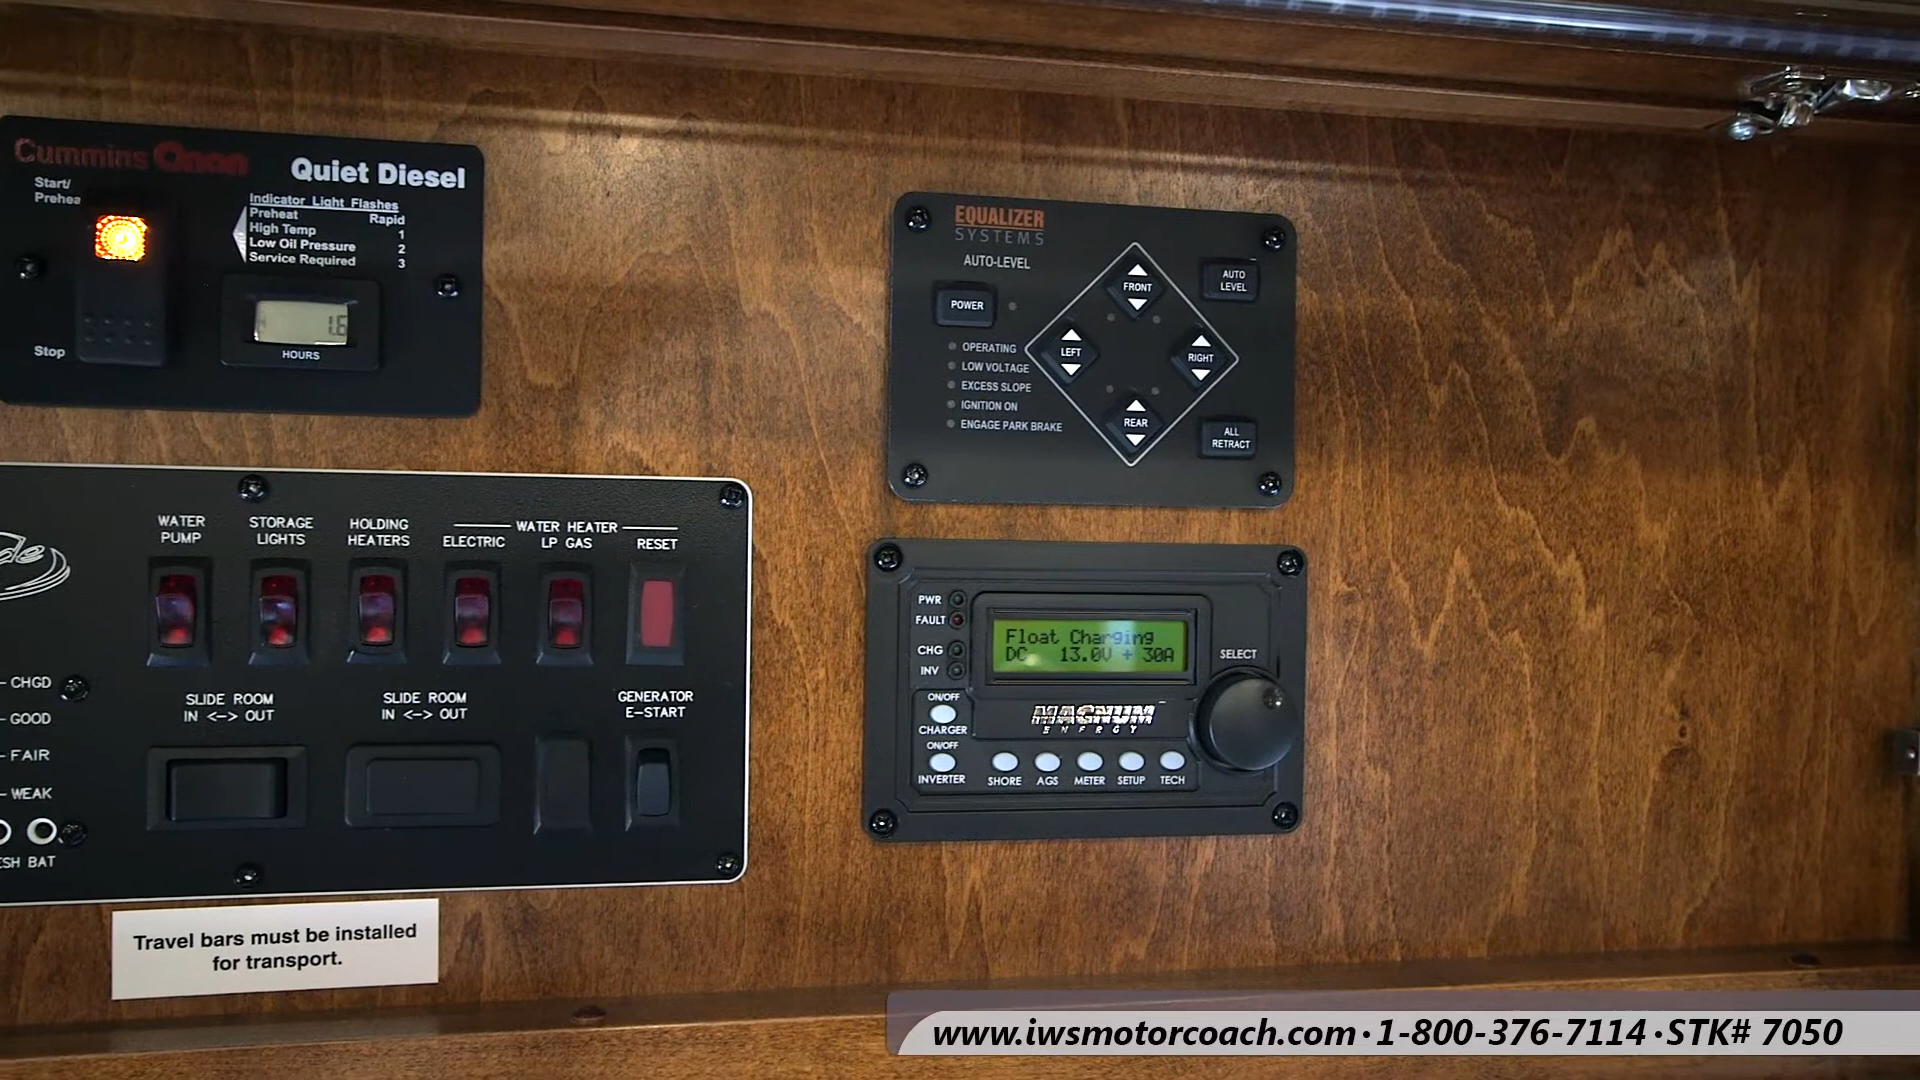 Cummins Onan
Quiet Diesel
Start/
Prehea
Indicator Light Flashes
Preheat Rapid
High Temp 1
Low Oil Pressure 2
Service Required 3
1.6
HOURS
Stop
EQUALIZER
SYSTEMS
AUTO-LEVEL
POWER
FRONT
AUTO
LEVEL
LEFT
RIGHT
REAR
ALL
RETRACT
OPERATING
LOW VOLTAGE
EXCESS SLOPE
IGNITION ON
ENGAGE PARK BRAKE
WATER
PUMP
STORAGE
LIGHTS
HOLDING
HEATERS
WATER HEATER
ELECTRIC
LP GAS
RESET
CHGD
GOOD
FAIR
WEAK
ESH BAT
SLIDE ROOM
IN <-> OUT
SLIDE ROOM
IN <-> OUT
GENERATOR
E-START
PWR
FAULT
CHG
INV
Float Charging
DC 13.0V + 30A
SELECT
ON/OFF
CHARGER
ON/OFF
INVERTER
MAGNUM
ENERGY
SHORE AGS METER SETUP TECH
Travel bars must be installed
for transport.
www.iwsmotorcoach.com·1-800-376-7114·STK# 7050